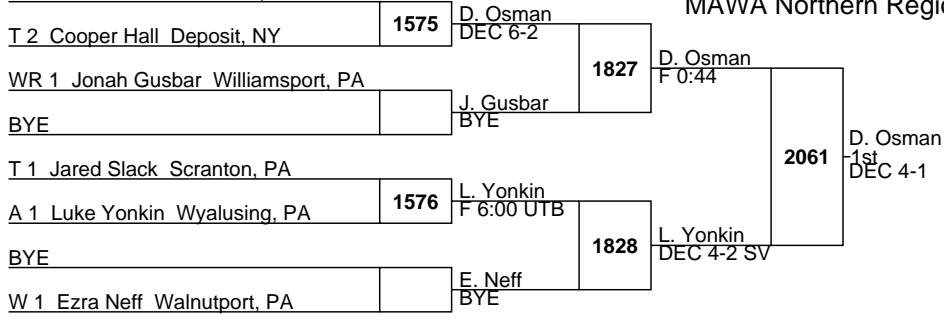 MAWA Northern Regi
T 2 Cooper Hall Deposit, NY
1575
D. Osman
DEC 6-2
WR 1 Jonah Gusbar Williamsport, PA
BYE
J. Gusbar
BYE
1827
D. Osman
F 0:44
T 1 Jared Slack Scranton, PA
A 1 Luke Yonkin Wyalusing, PA
1576
L. Yonkin
F 6:00 UTB
BYE
W 1 Ezra Neff Walnutport, PA
E. Neff
BYE
1828
L. Yonkin
DEC 4-2 SV
2061
D. Osman
1st
DEC 4-1